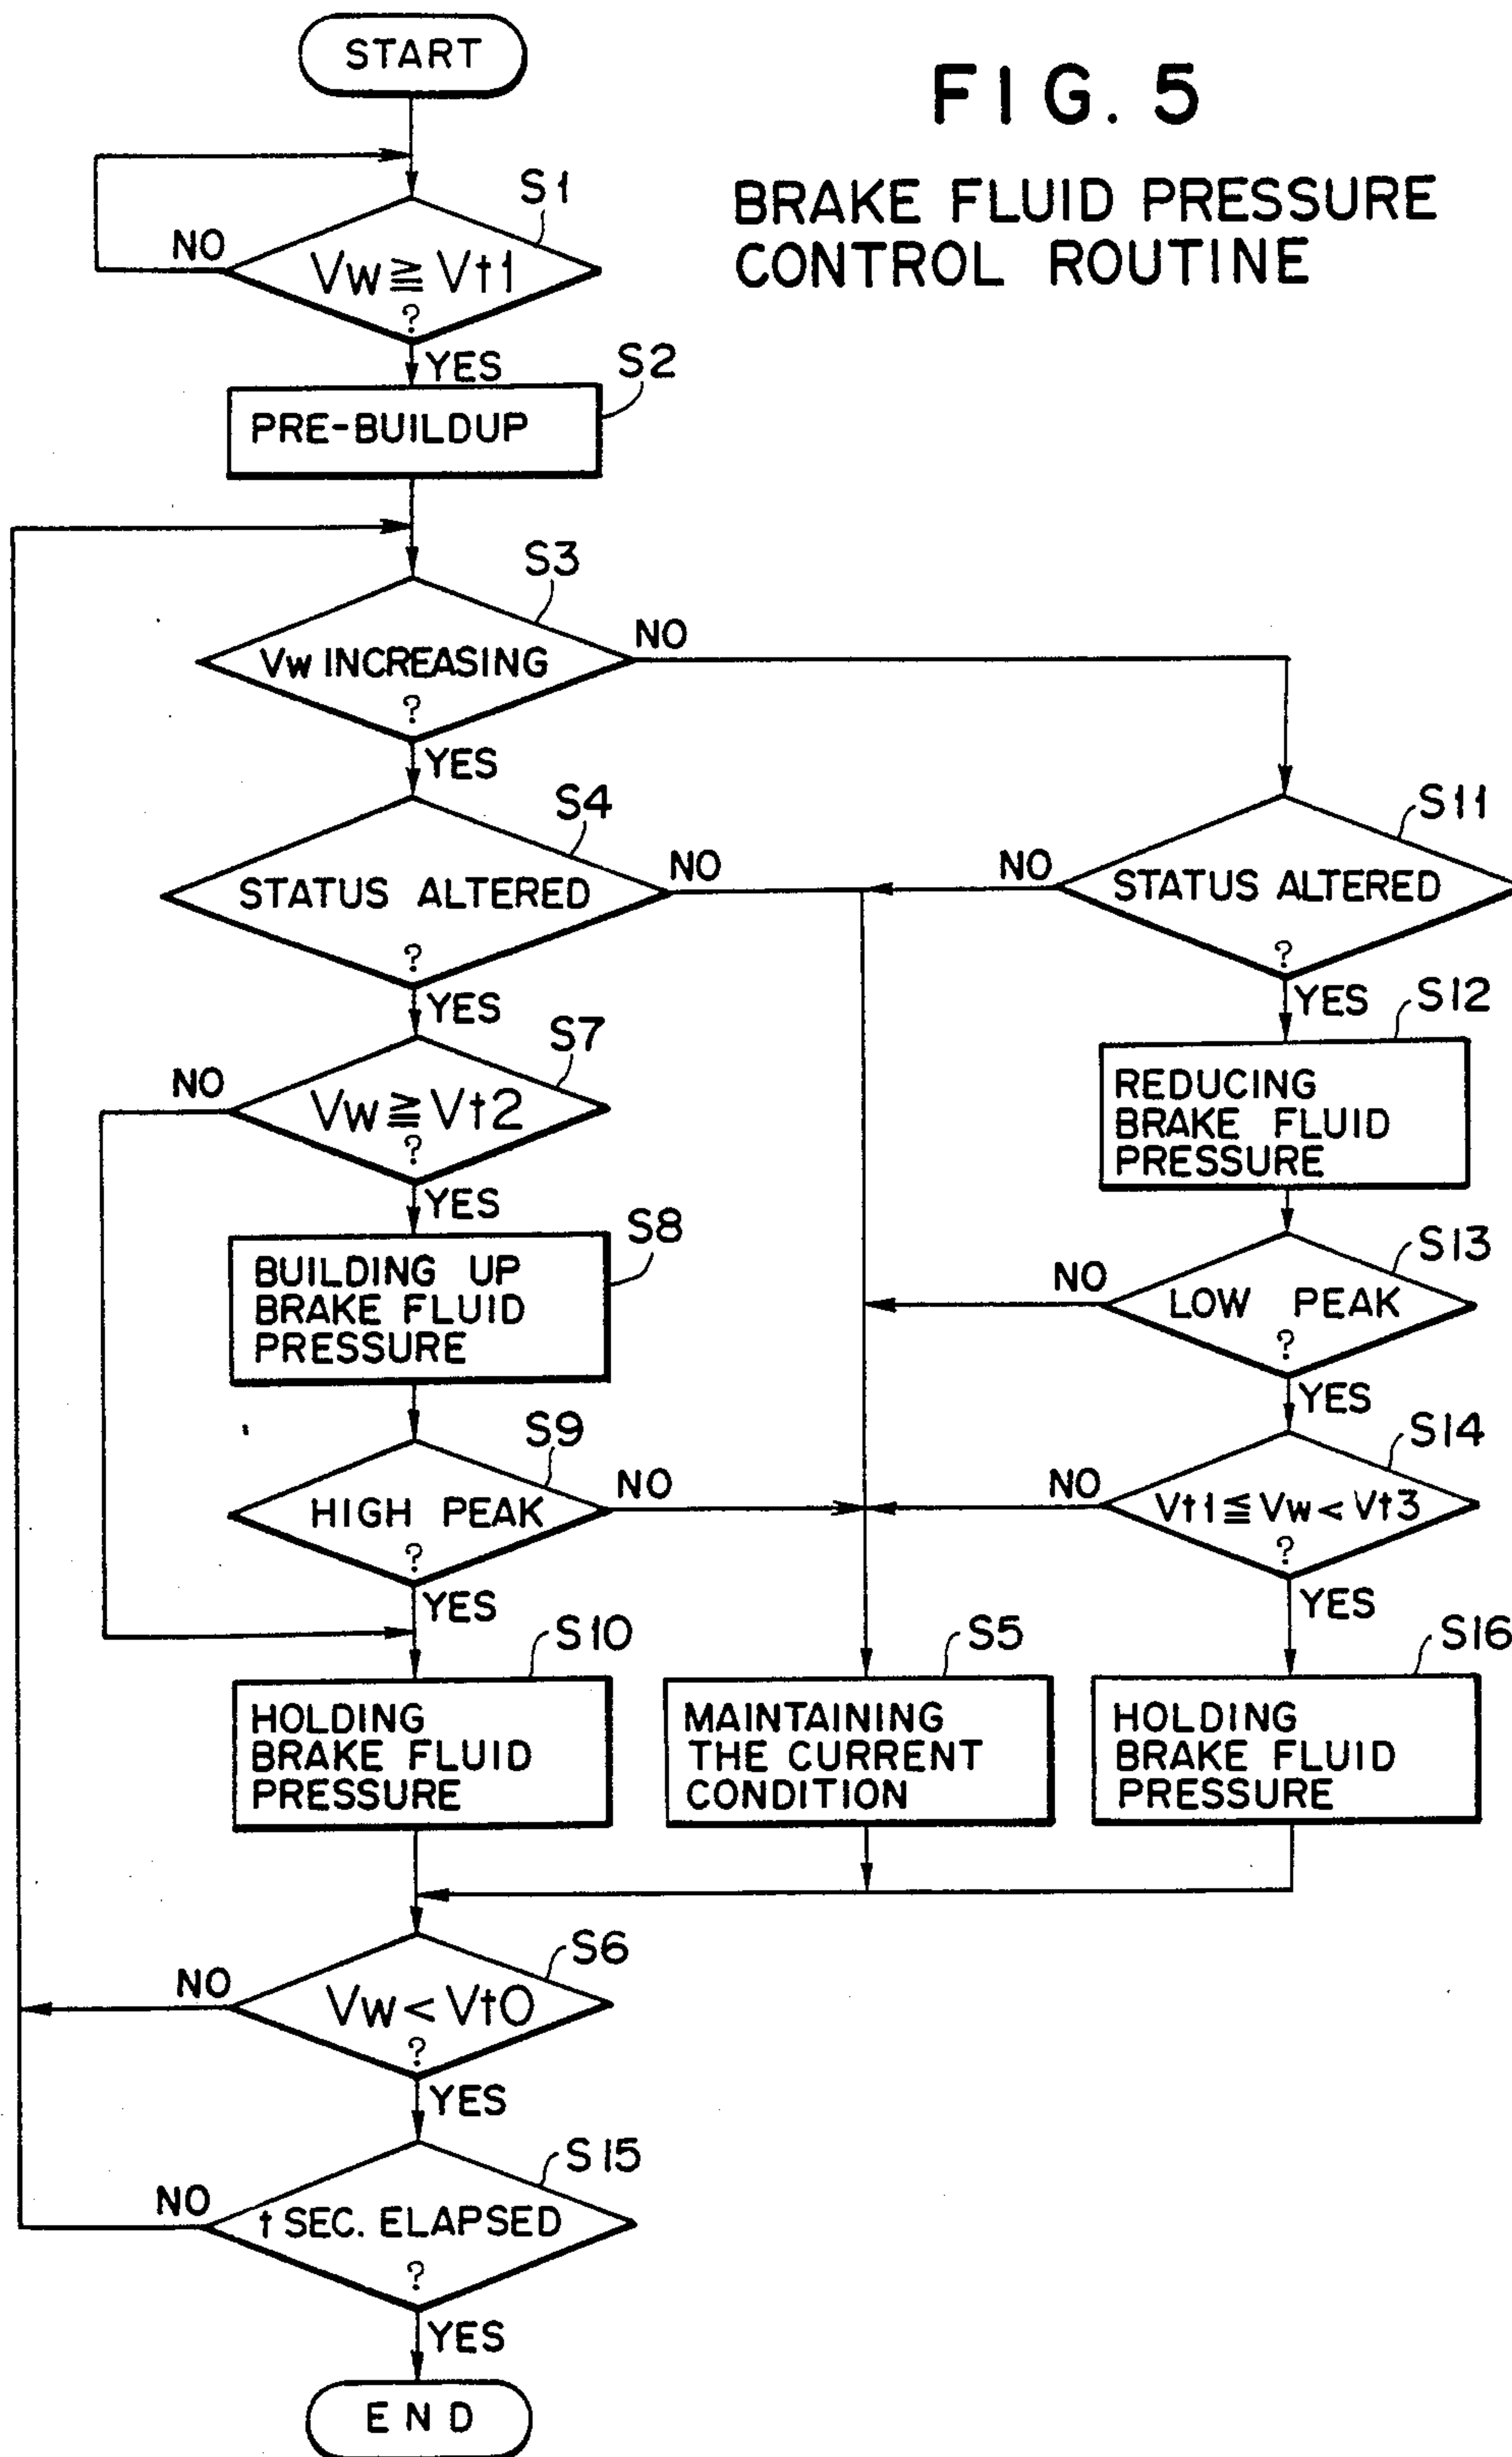 START
FIG. 5
BRAKE FLUID PRESSURE
CONTROL ROUTINE
S1
NO
Vw ≧ Vt1
?
YES
S2
PRE-BUILDUP
S3
NO
Vw INCREASING
?
YES
S4
NO
STATUS ALTERED
?
YES
S11
NO
STATUS ALTERED
?
YES
S12
REDUCING
BRAKE FLUID
PRESSURE
S7
NO
Vw ≧ Vt2
?
YES
S8
BUILDING UP
BRAKE FLUID
PRESSURE
S13
NO
LOW PEAK
?
YES
S9
NO
HIGH PEAK
?
YES
S14
NO
Vt1 ≦ Vw < Vt3
?
YES
S10
HOLDING
BRAKE FLUID
PRESSURE
S5
MAINTAINING
THE CURRENT
CONDITION
S16
HOLDING
BRAKE FLUID
PRESSURE
S6
NO
Vw < Vt0
?
YES
S15
NO
t SEC. ELAPSED
?
YES
END